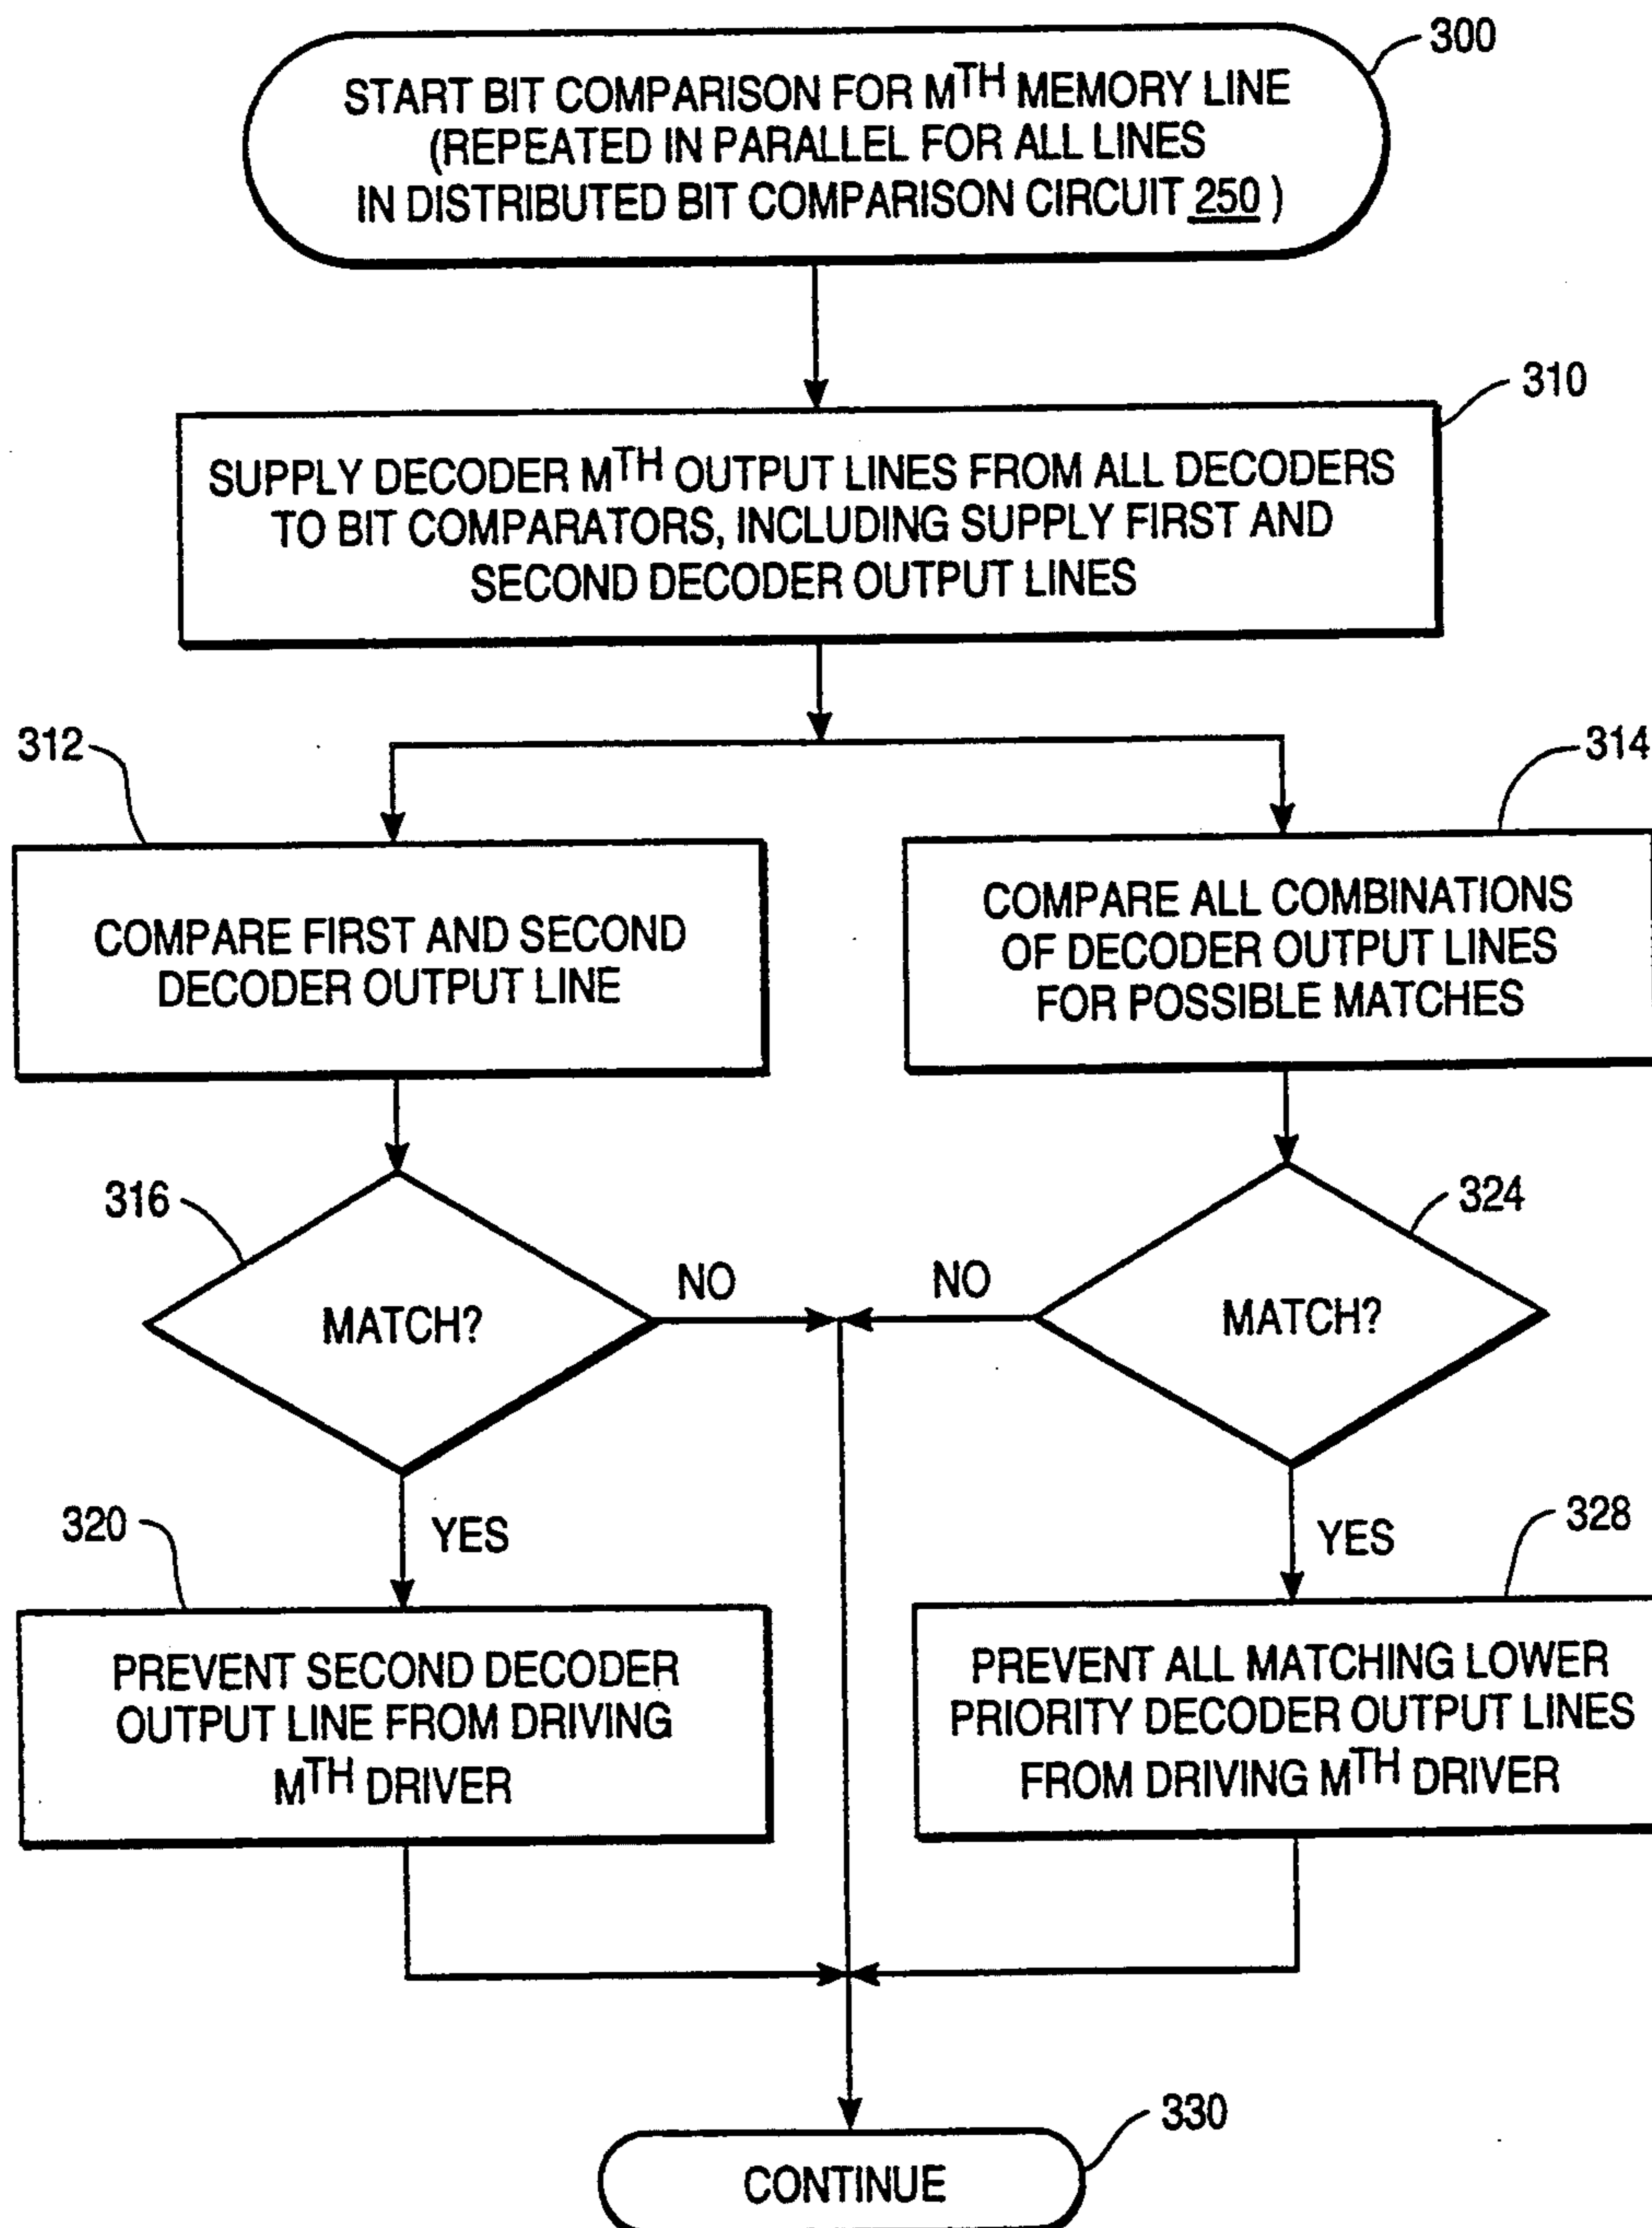 300
START BIT COMPARISON FOR MTH MEMORY LINE
(REPEATED IN PARALLEL FOR ALL LINES
IN DISTRIBUTED BIT COMPARISON CIRCUIT 250 )
310
SUPPLY DECODER MTH OUTPUT LINES FROM ALL DECODERS
TO BIT COMPARATORS, INCLUDING SUPPLY FIRST AND
SECOND DECODER OUTPUT LINES
312
314
COMPARE FIRST AND SECOND
DECODER OUTPUT LINE
COMPARE ALL COMBINATIONS
OF DECODER OUTPUT LINES
FOR POSSIBLE MATCHES
316
324
MATCH?
NO
NO
MATCH?
320
YES
328
YES
PREVENT SECOND DECODER
OUTPUT LINE FROM DRIVING
MTH DRIVER
PREVENT ALL MATCHING LOWER
PRIORITY DECODER OUTPUT LINES
FROM DRIVING MTH DRIVER
330
CONTINUE